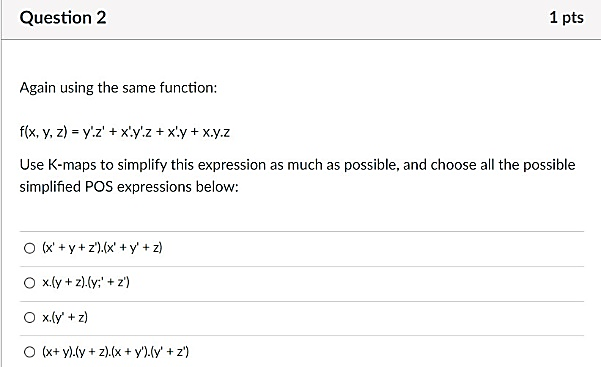 Question 2
1 pts
Again using the same function:
f(x, y, z) = y'.z' + x'.y'.z + x'.y + x.y.z
Use K-maps to simplify this expression as much as possible, and choose all the possible
simplified POS expressions below:
(x' + y + z').(x' + y' + z)
x.(y + z).(y;' + z')
x.(y' + z)
(x+ y).(y + z).(x + y').(y' + z')